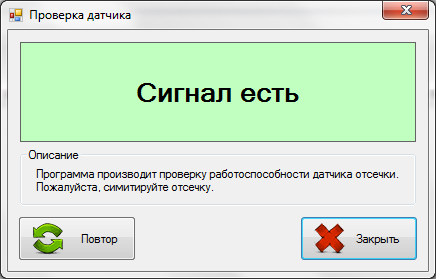 Проверка датчика
Сигнал есть
Описание
Программа производит проверку работоспособности датчика отсечки.
Пожалуйста, симитируйте отсечку.
Повтор
Закрыть